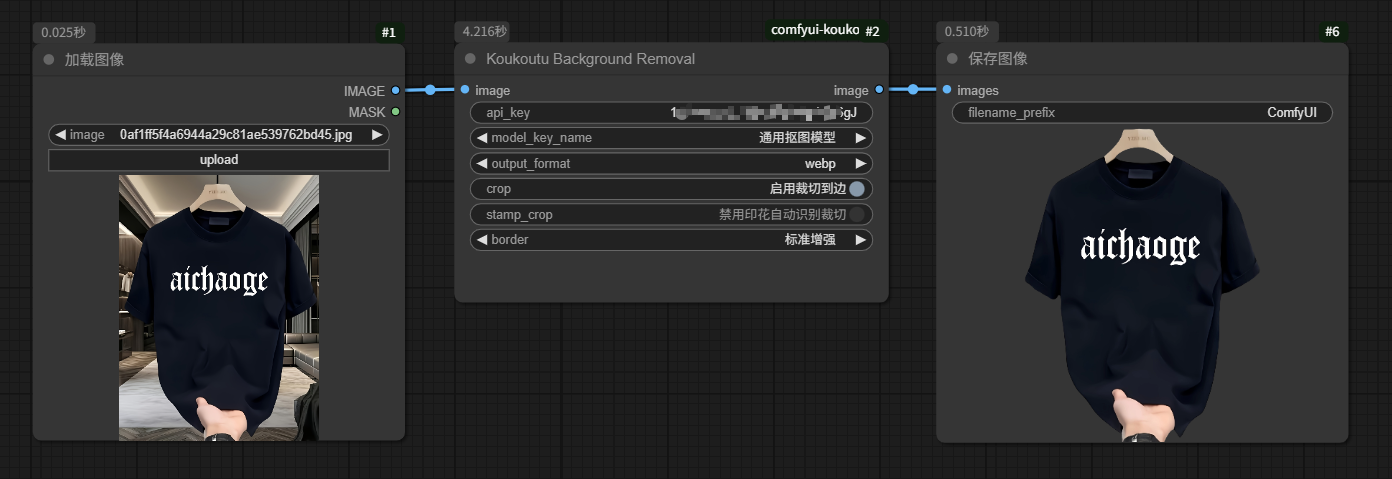 0.025秒
#1
加载图像
IMAGE
MASK
image 0af1ff5f4a6944a29c81ae539762bd45.jpg
upload
aichaoge
4.216秒
comfyui-kouko #2
Koukoutu Background Removal
image image
api_key
model_key_name 通用抠图模型
output_format webp
crop 启用裁切到边
stamp_crop 禁用印花自动识别裁切
border 标准增强
0.510秒
#6
保存图像
images
filename_prefix ComfyUI
aichaoge